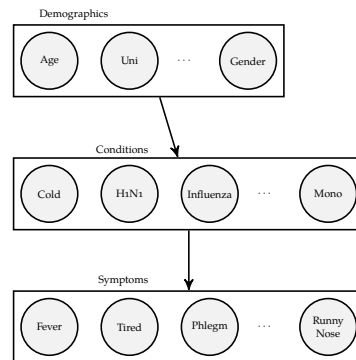 Demographics
Age Uni ... Gender
Conditions
Cold H1N1 Influenza ... Mono
Symptoms
Fever Tired Phlegm ... Runny
Nose